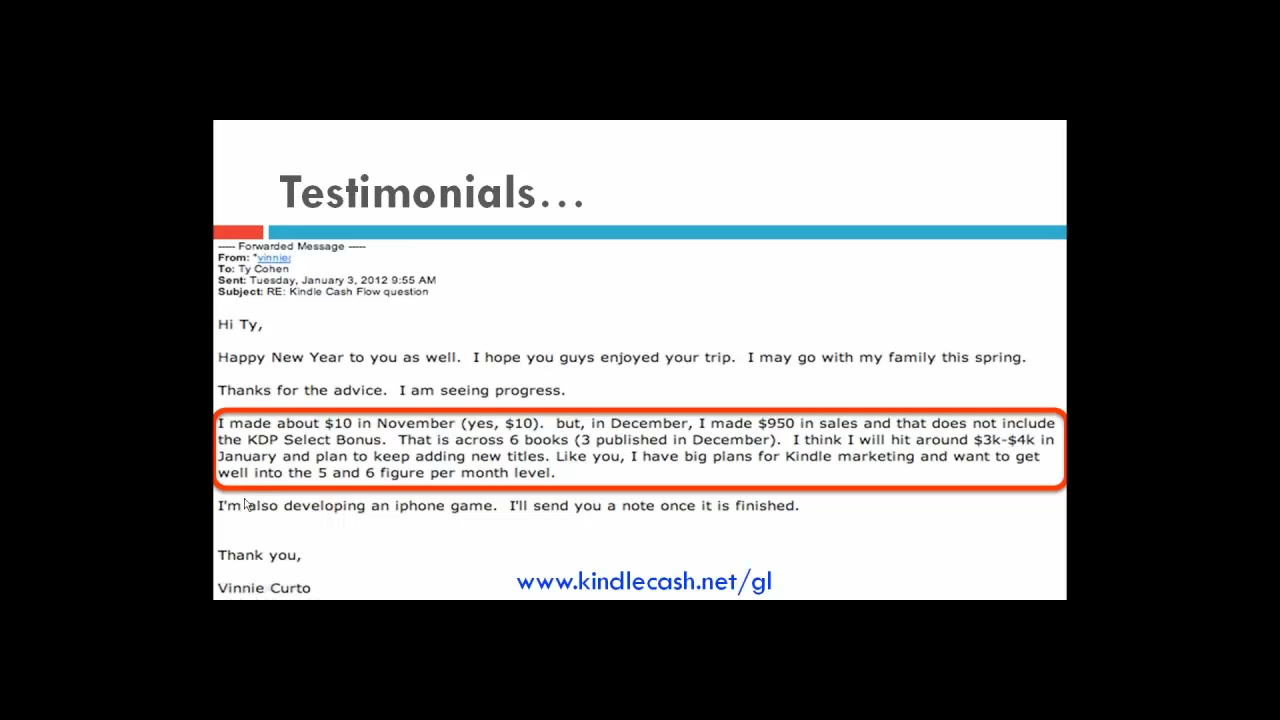 Testimonials...
----- Forwarded Message -----
From: "vinnie
To: Ty Cohen
Sent: Tuesday, January 3, 2012 9:55 AM
Subject: RE: Kindle Cash Flow question
Hi Ty,
Happy New Year to you as well.  I hope you guys enjoyed your trip.  I may go with my family this spring.
Thanks for the advice.  I am seeing progress.
I made about $10 in November (yes, $10).  but, in December, I made $950 in sales and that does not include
the KDP Select Bonus.  That is across 6 books (3 published in December).  I think I will hit around $3k-$4k in
January and plan to keep adding new titles. Like you, I have big plans for Kindle marketing and want to get
well into the 5 and 6 figure per month level.
I'm also developing an iphone game.  I'll send you a note once it is finished.
Thank you,
Vinnie Curto
www.kindlecash.net/gl